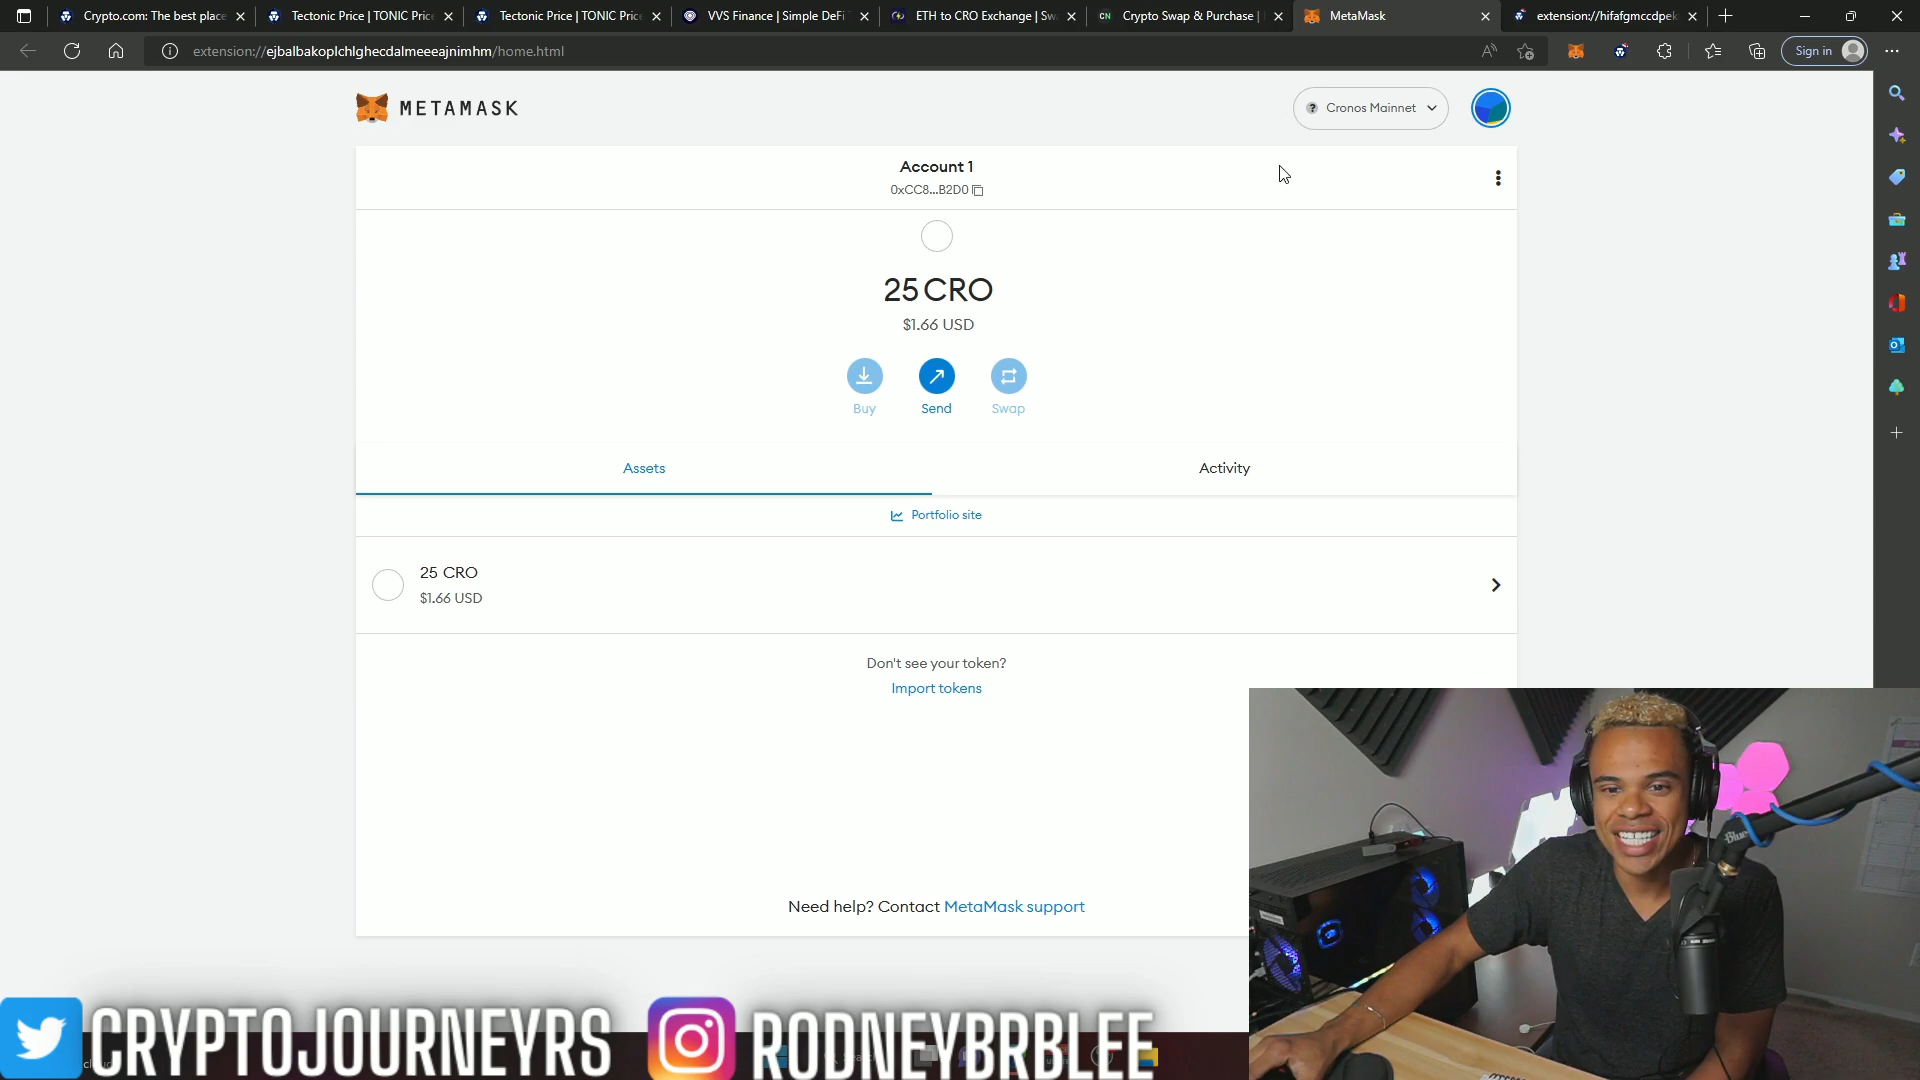 Crypto.com: The best place
Tectonic Price | TONIC Pric
Tectonic Price | TONIC Pric
VVS Finance | Simple DeFi
ETH to CRO Exchange | Sw
Crypto Swap & Purchase |
MetaMask
extension://hifafgmccdpek
extension://ejbalbakoplchlghecdalmeeeajnimhm/home.html
Sign in
METAMASK
Cronos Mainnet
Account 1
0xCC8...B2D0
25 CRO
$1.66 USD
Buy
Send
Swap
Assets
Activity
Portfolio site
25 CRO
$1.66 USD
Don't see your token?
Import tokens
Need help? Contact MetaMask support
Blue
CRYPTOJOURNEYRS
RODNEYBRBLEE